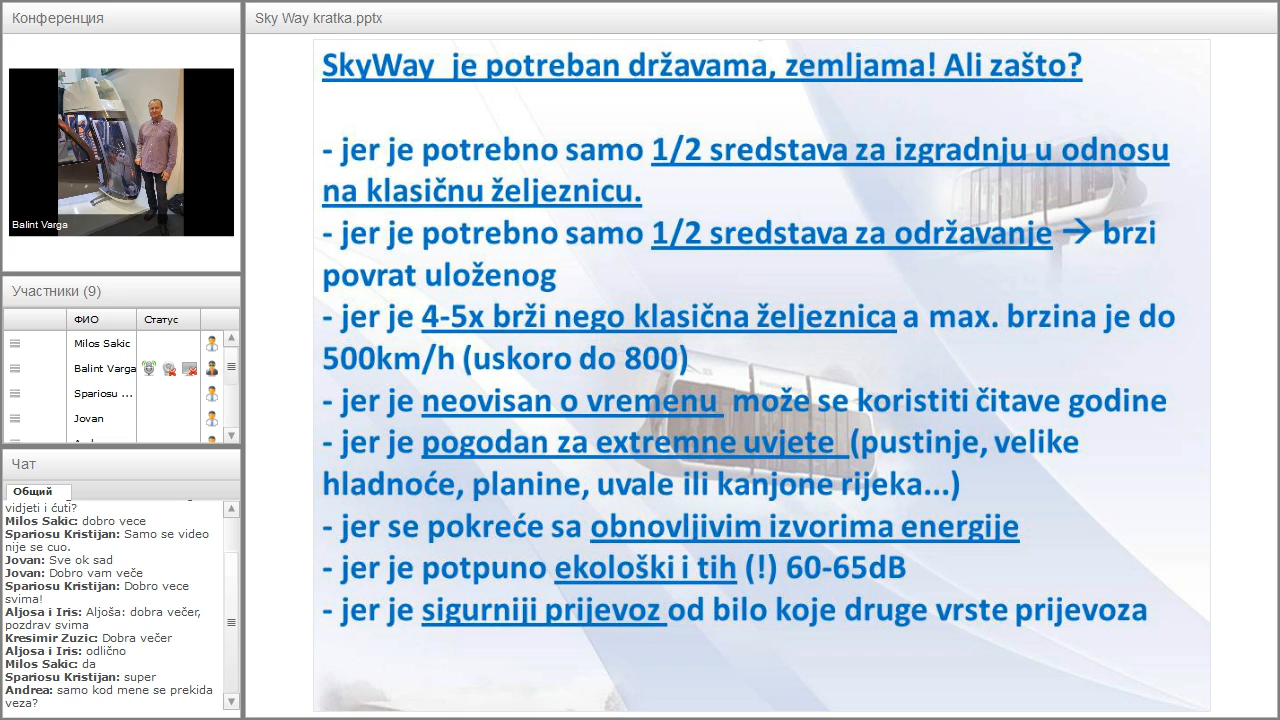 Конференция
Balint Varga
Участники (9)
ФИО
Статус
Milos Sakic
Balint Varga
Spariosu ...
Jovan
Чат
Общий
vidjeti i ćuti?
Milos Sakic: dobro vece
Spariosu Kristijan: Samo se video
nije se cuo.
Jovan: Sve ok sad
Jovan: Dobro vam veče
Spariosu Kristijan: Dobro vece
svima!
Aljosa i Iris: Aljoša: dobra večer,
pozdrav svima
Kresimir Zuzic: Dobra večer
Aljosa i Iris: odlično
Milos Sakic: da
Spariosu Kristijan: super
Andrea: samo kod mene se prekida
veza?
Sky Way kratka.pptx
SkyWay je potreban državama, zemljama! Ali zašto?
- jer je potrebno samo 1/2 sredstava za izgradnju u odnosu
na klasičnu željeznicu.
- jer je potrebno samo 1/2 sredstava za održavanje → brzi
povrat uloženog
- jer je 4-5x brži nego klasična željeznica a max. brzina je do
500km/h (uskoro do 800)
- jer je neovisan o vremenu može se koristiti čitave godine
- jer je pogodan za extremne uvjete (pustinje, velike
hladnoće, planine, uvale ili kanjone rijeka...)
- jer se pokreće sa obnovljivim izvorima energije
- jer je potpuno ekološki i tih (!) 60-65dB
- jer je sigurniji prijevoz od bilo koje druge vrste prijevoza